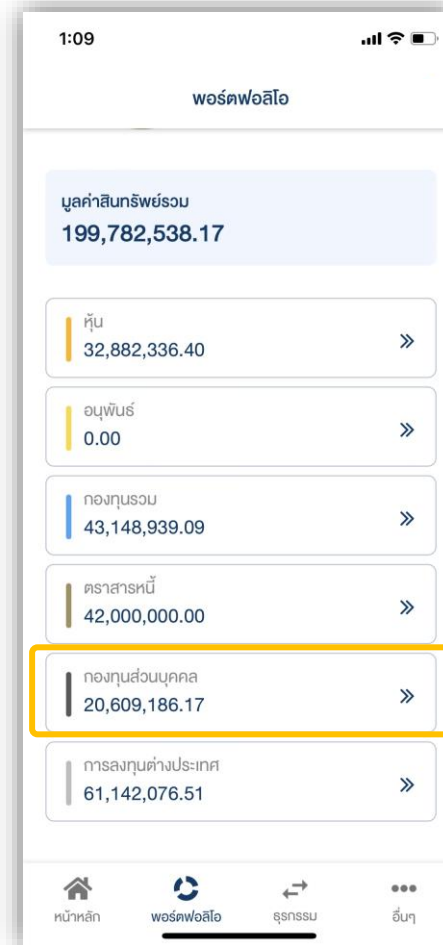 1:09
พอร์ตฟอลิโอ
มูลค่าสินทรัพย์รวม
199,782,538.17
หุ้น
32,882,336.40
อนุพันธ์
0.00
กองทุนรวม
43,148,939.09
ตราสารหนี้
42,000,000.00
กองทุนส่วนบุคคล
20,609,186.17
การลงทุนต่างประเทศ
61,142,076.51
หน้าหลัก พอร์ตฟอลิโอ ธุรกรรม อื่นๆ